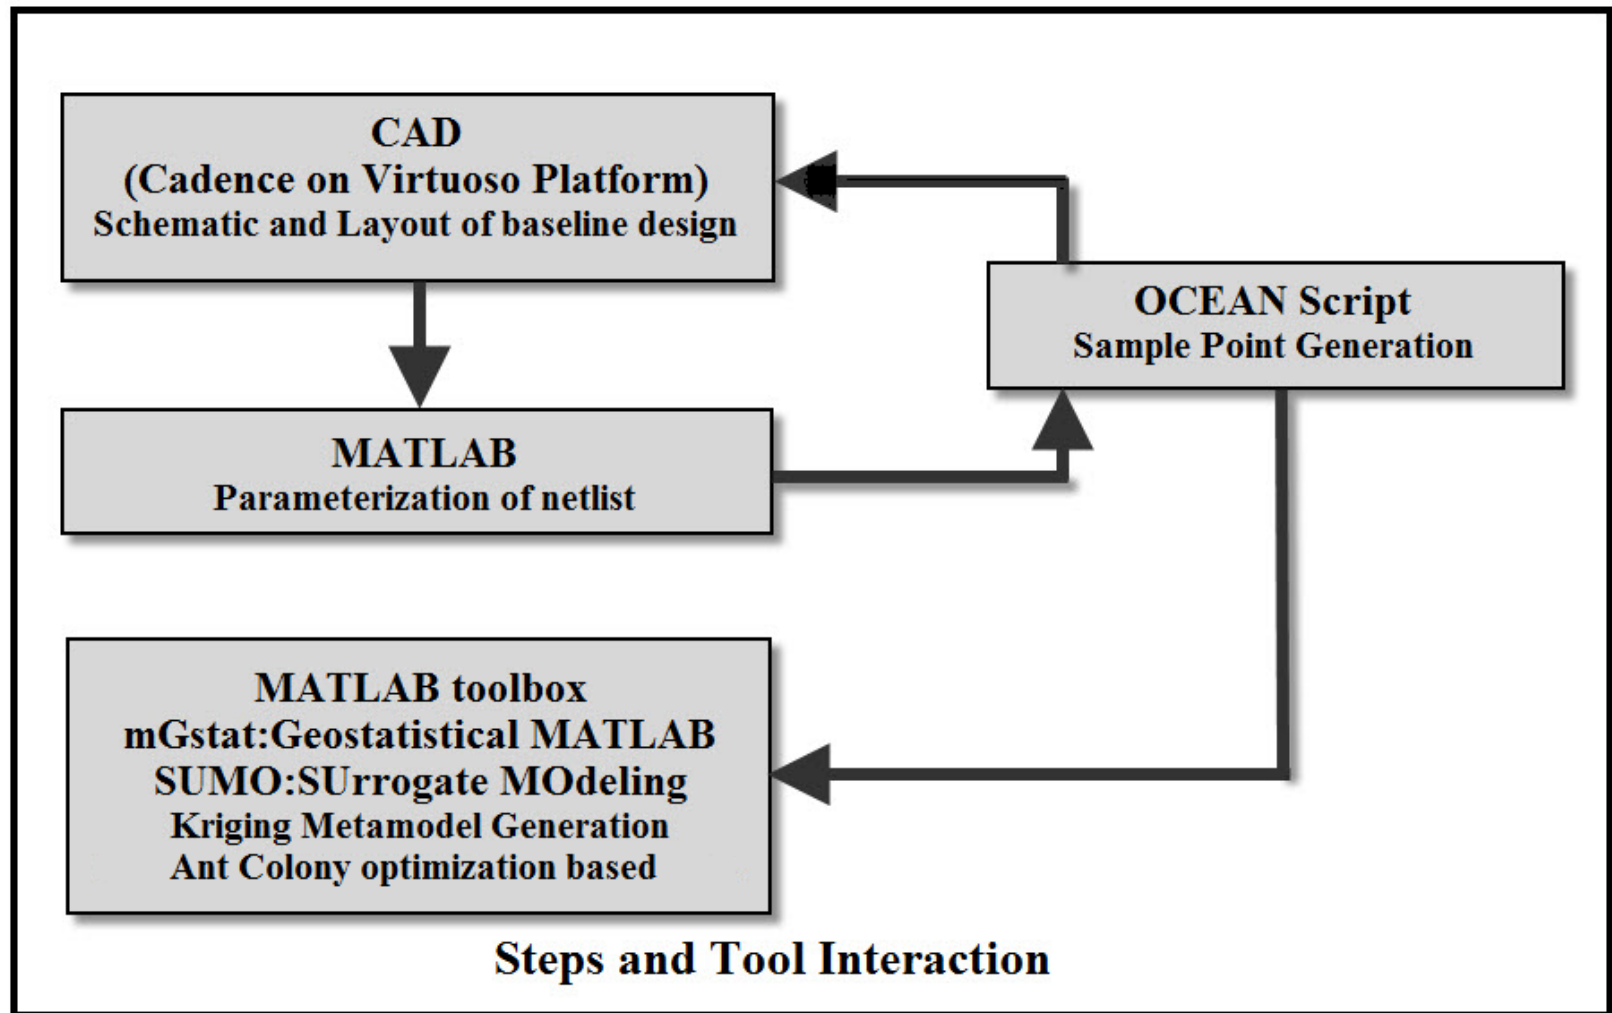 CAD
(Cadence on Virtuoso Platform)
Schematic and Layout of baseline design
OCEAN Script
Sample Point Generation
MATLAB
Parameterization of netlist
MATLAB toolbox
mGstat:Geostatistical MATLAB
SUMO:SUrrogate MOdeling
Kriging Metamodel Generation
Ant Colony optimization based
Steps and Tool Interaction